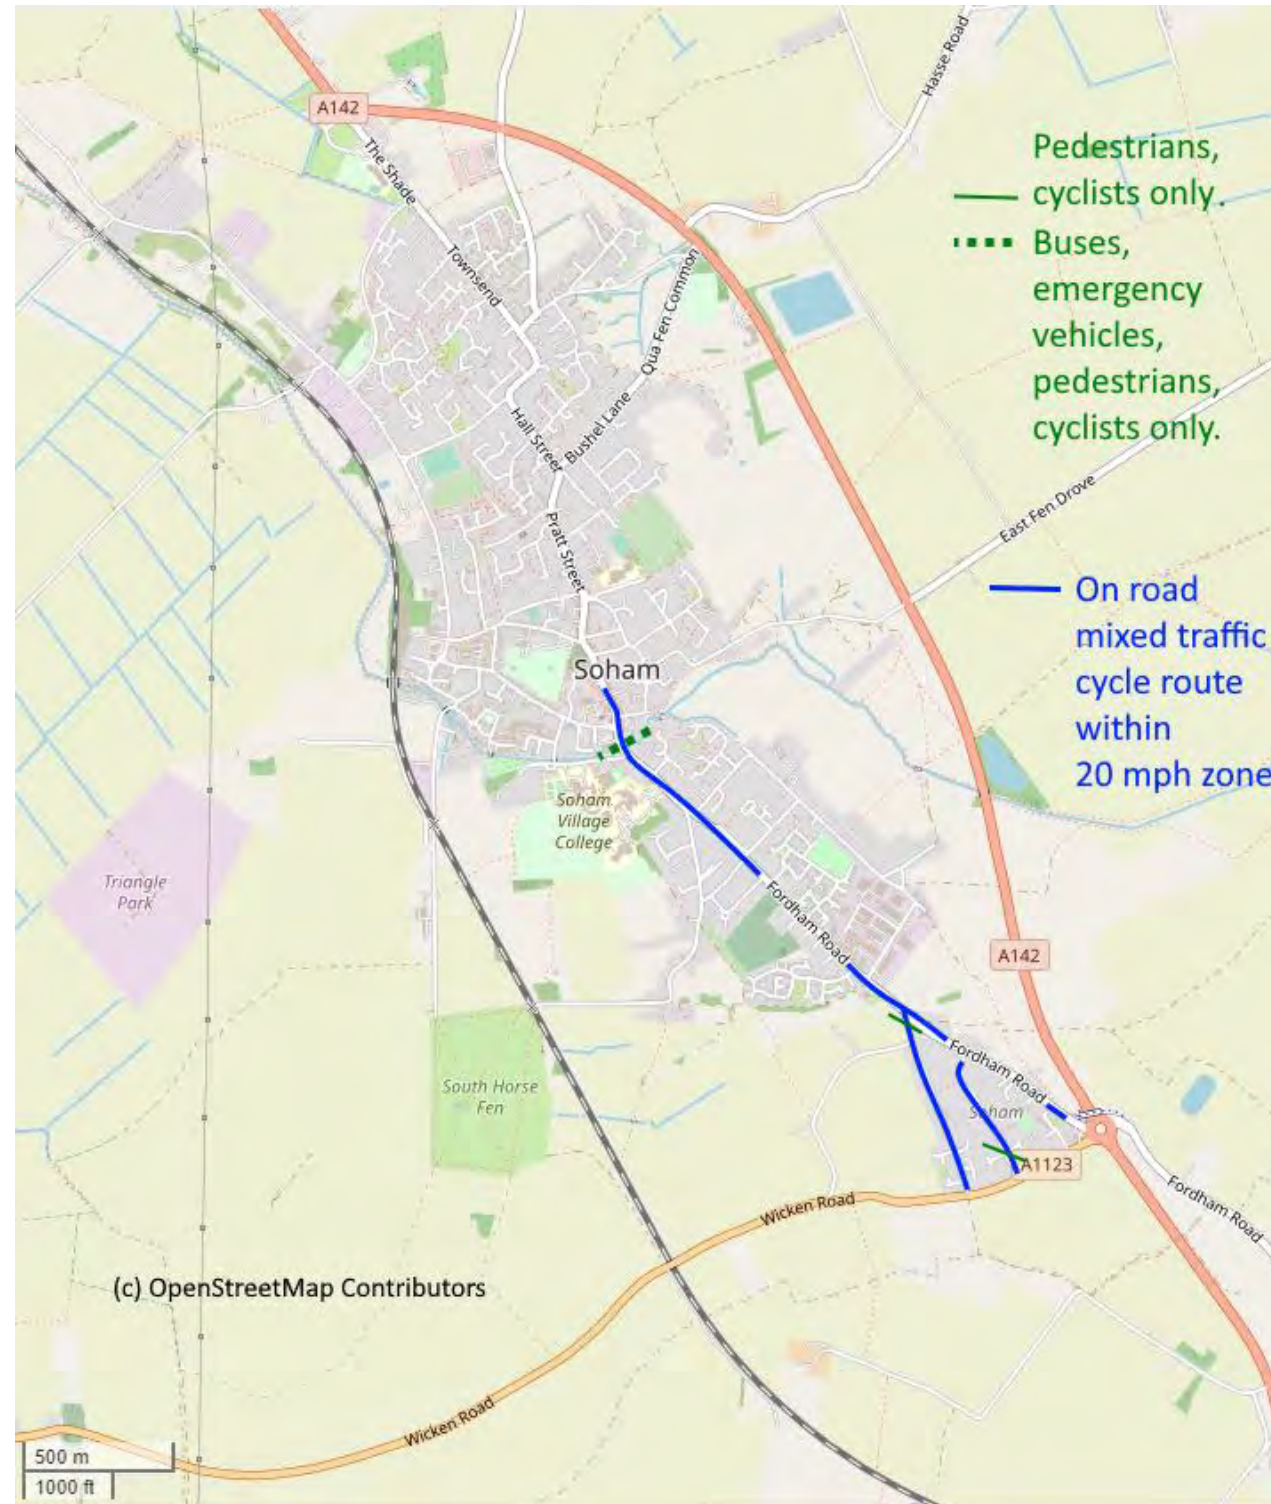 Hasse Road
A142
Pedestrians,
cyclists only.
Buses,
emergency
vehicles,
pedestrians,
cyclists only.
The Shade
Townsend
Qua Fen Common
Hall Street
Bushel Lane
East Fen Drove
Pratt Street
On road
mixed traffic
cycle route
within
20 mph zone
Soham
Soham
Village
College
Triangle
Park
Fordham Road
A142
South Horse
Fen
Fordham Road
Soham
A1123
Wicken Road
Fordham Road
(c) OpenStreetMap Contributors
Wicken Road
500 m
1000 ft